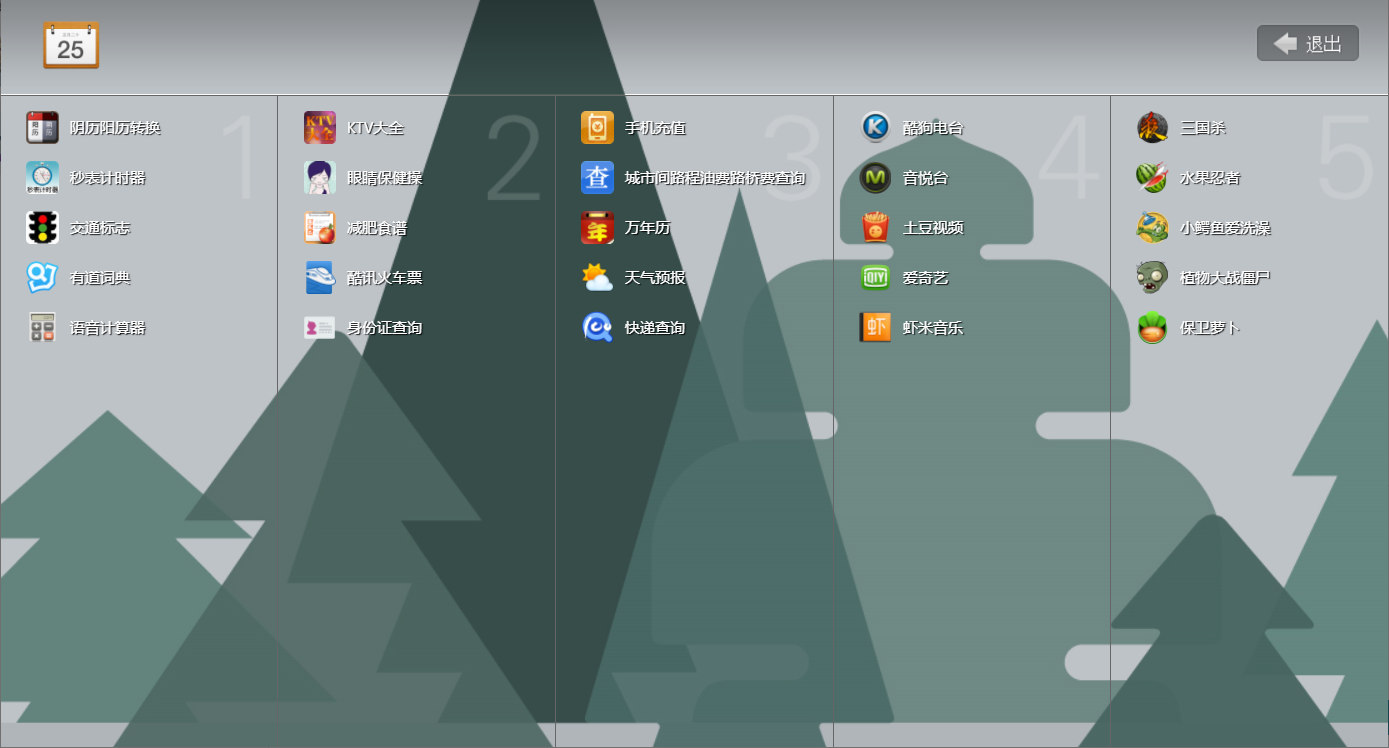 25
退出
1
阴历阳历转换
秒表计时器
交通标志
有道词典
语音计算器
2
KTV大全
眼睛保健操
减肥食谱
酷讯火车票
身份证查询
3
手机充值
城市间路程油费路桥费查询
万年历
天气预报
快递查询
4
酷狗电台
音悦台
土豆视频
爱奇艺
虾米音乐
5
三国杀
水果忍者
小鳄鱼爱洗澡
植物大战僵尸
保卫萝卜